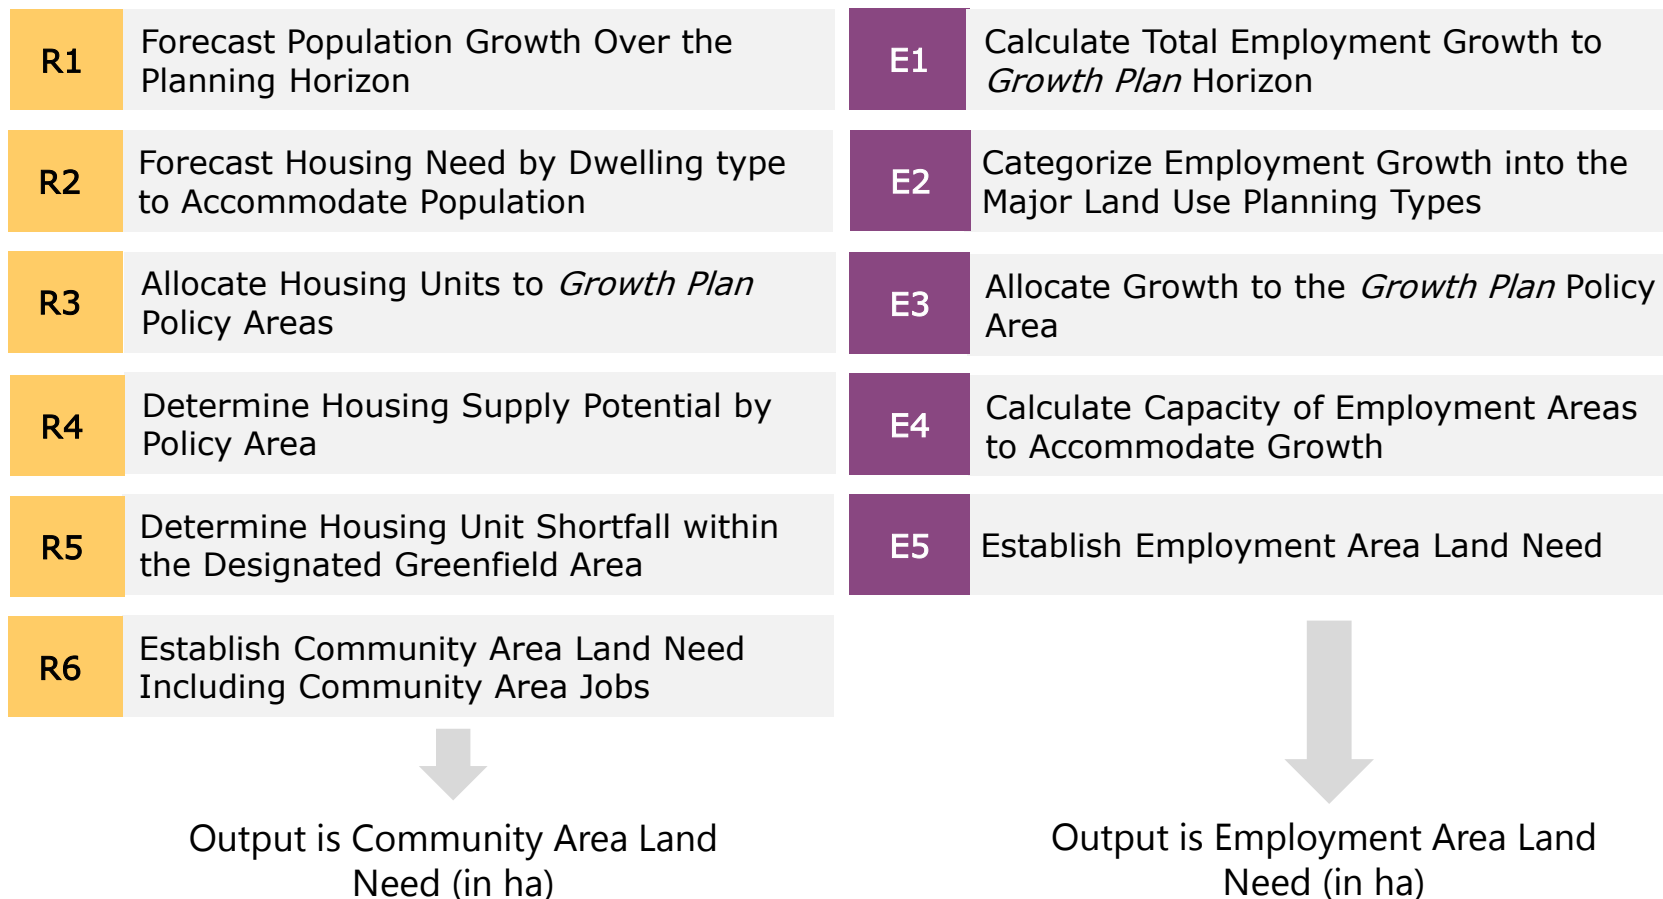 R1
Forecast Population Growth Over the
Planning Horizon
R2
Forecast Housing Need by Dwelling type
to Accommodate Population
R3
Allocate Housing Units to Growth Plan
Policy Areas
R4
Determine Housing Supply Potential by
Policy Area
R5
Determine Housing Unit Shortfall within
the Designated Greenfield Area
R6
Establish Community Area Land Need
Including Community Area Jobs
Output is Community Area Land
Need (in ha)
E1
Calculate Total Employment Growth to
Growth Plan Horizon
E2
Categorize Employment Growth into the
Major Land Use Planning Types
E3
Allocate Growth to the Growth Plan Policy
Area
E4
Calculate Capacity of Employment Areas
to Accommodate Growth
E5
Establish Employment Area Land Need
Output is Employment Area Land
Need (in ha)